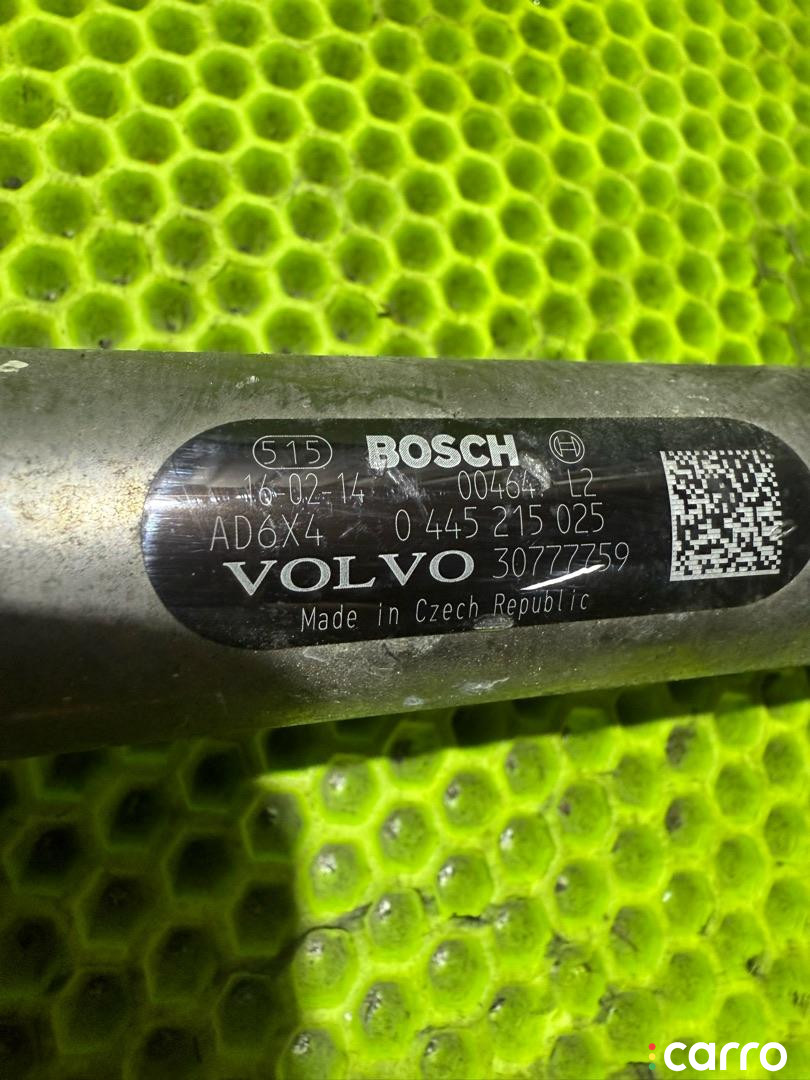 515 BOSCH
16-02-14 00464 L2
AD6X4 0 445 215 025
VOLVO 30777759
Made in Czech Republic
carro